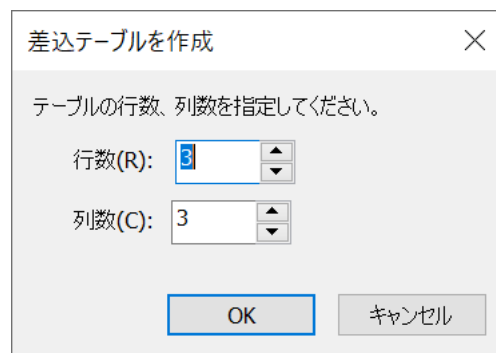 差込テーブルを作成
テーブルの行数、列数を指定してください。
行数(R): 3
列数(C): 3
OK キャンセル